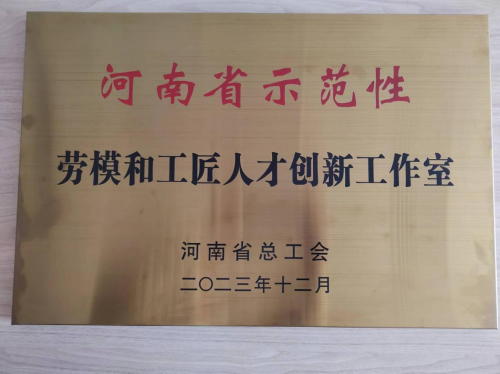 河南省示范性
劳模和工匠人才创新工作室
河南省总工会
二〇二三年十二月